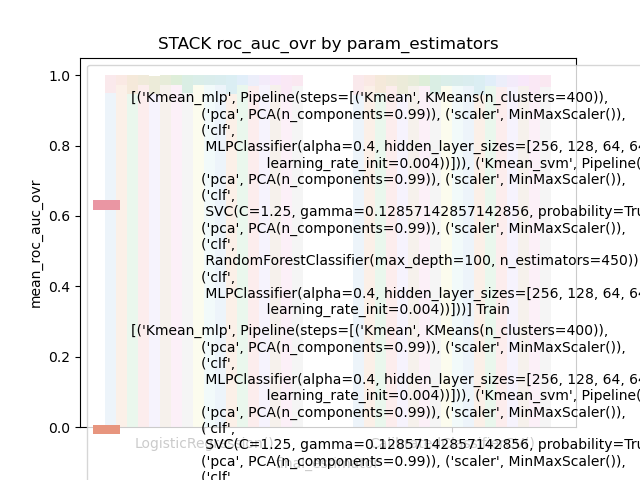 STACK roc_auc_ovr by param_estimators
mean_roc_auc_ovr
1.0
0.8
0.6
0.4
0.2
0.0
[('Kmean_mlp', Pipeline(steps=[('Kmean', KMeans(n_clusters=400)),
('pca', PCA(n_components=0.99)), ('scaler', MinMaxScaler()),
('clf',
MLPClassifier(alpha=0.4, hidden_layer_sizes=[256, 128, 64, 64
learning_rate_init=0.004))])), ('Kmean_svm', Pipeline(
('pca', PCA(n_components=0.99)), ('scaler', MinMaxScaler()),
('clf',
SVC(C=1.25, gamma=0.12857142857142856, probability=Tru
('pca', PCA(n_components=0.99)), ('scaler', MinMaxScaler()),
('clf',
RandomForestClassifier(max_depth=100, n_estimators=450))
('clf',
MLPClassifier(alpha=0.4, hidden_layer_sizes=[256, 128, 64, 64
learning_rate_init=0.004))]))] Train
[('Kmean_mlp', Pipeline(steps=[('Kmean', KMeans(n_clusters=400)),
('pca', PCA(n_components=0.99)), ('scaler', MinMaxScaler()),
('clf',
MLPClassifier(alpha=0.4, hidden_layer_sizes=[256, 128, 64, 64
learning_rate_init=0.004))])), ('Kmean_svm', Pipeline(
('pca', PCA(n_components=0.99)), ('scaler', MinMaxScaler()),
('clf',
SVC(C=1.25, gamma=0.12857142857142856, probability=Tru
('pca', PCA(n_components=0.99)), ('scaler', MinMaxScaler()),
('clf',